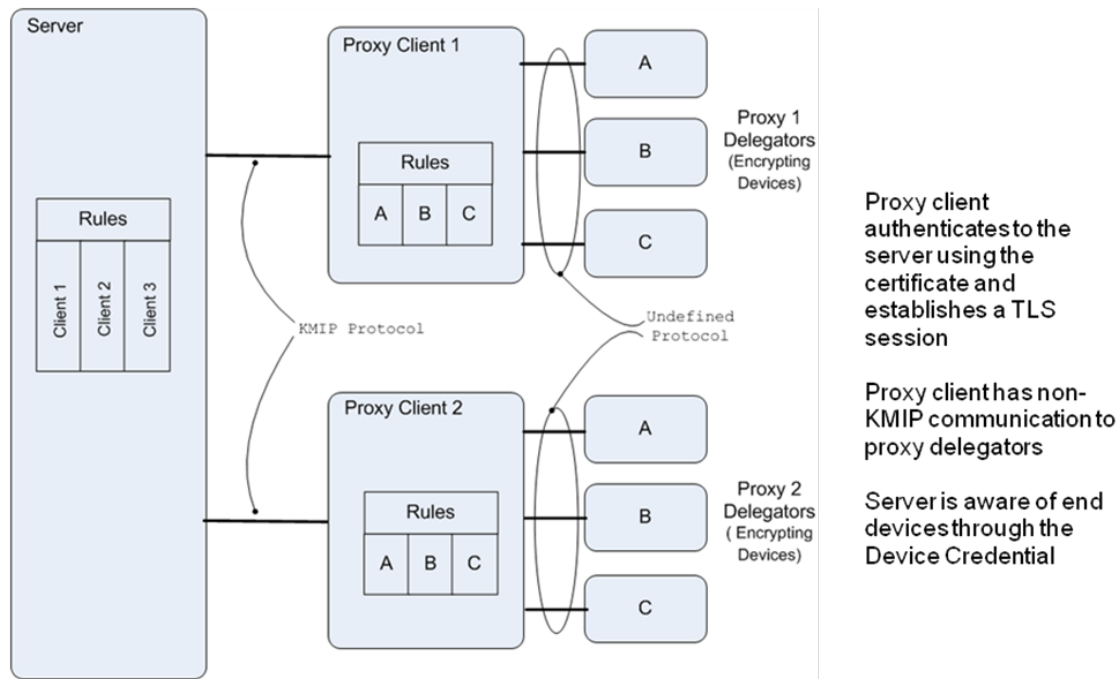 Server
Rules
Client 1
Client 2
Client 3
KMIP Protocol
Proxy Client 1
Rules
A B C
A
B
C
Proxy 1
Delegators
(Encrypting
Devices)
Undefined
Protocol
Proxy Client 2
Rules
A B C
A
B
C
Proxy 2
Delegators
( Encrypting
Devices)
Proxy client
authenticates to the
server using the
certificate and
establishes a TLS
session
Proxy client has non-
KMIP communication to
proxy delegators
Server is aware of end
devices through the
Device Credential